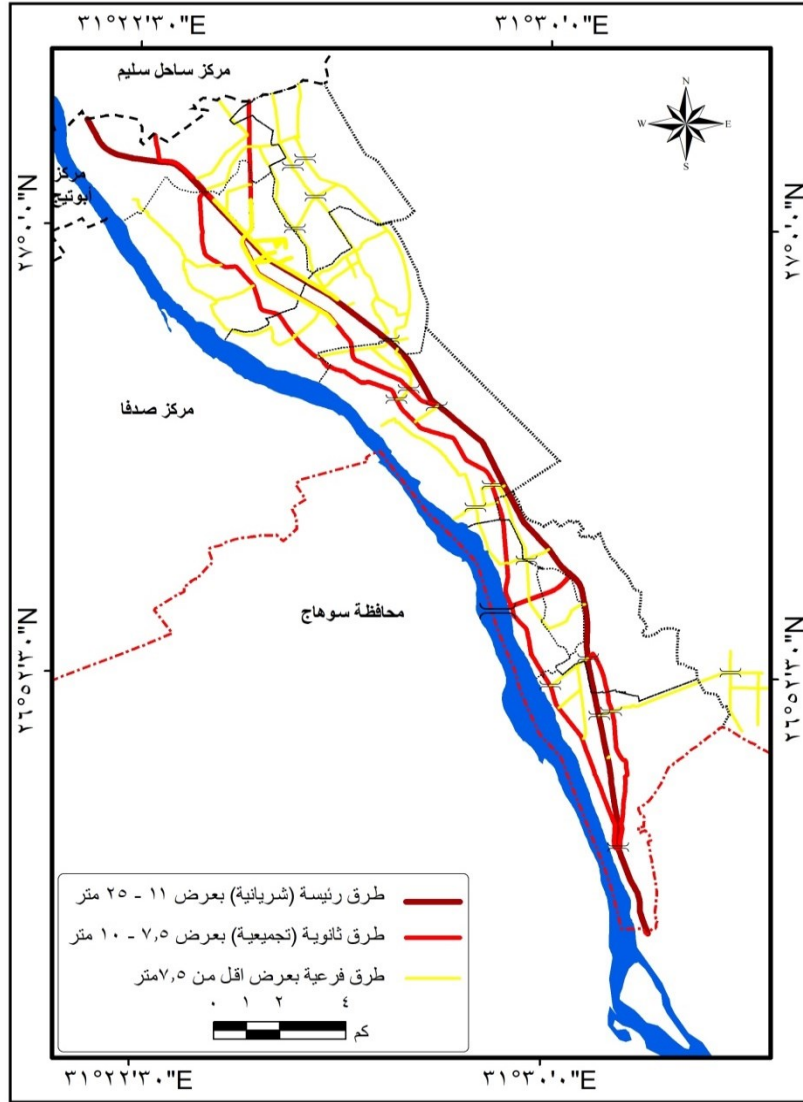 ٣١°٢٢'٣٠"E
٣١°٣٠'٠"E
مركز ساحل سليم
N
W
E
S
مركز
أبوتيج
٢٧°٠'٠"N
٢٧°٠'٠"N
مركز صدفا
محافظة سوهاج
٢٦°٥٢'٣٠"N
٢٦°٥٢'٣٠"N
طرق رئيسة (شريانية) بعرض ١١ - ٢٥ متر
طرق ثانوية (تجميعية) بعرض ٧,٥ - ١٠ متر
طرق فرعية بعرض اقل من ٧,٥متر
٠ ١ ٢ ٤
كم
٣١°٢٢'٣٠"E
٣١°٣٠'٠"E